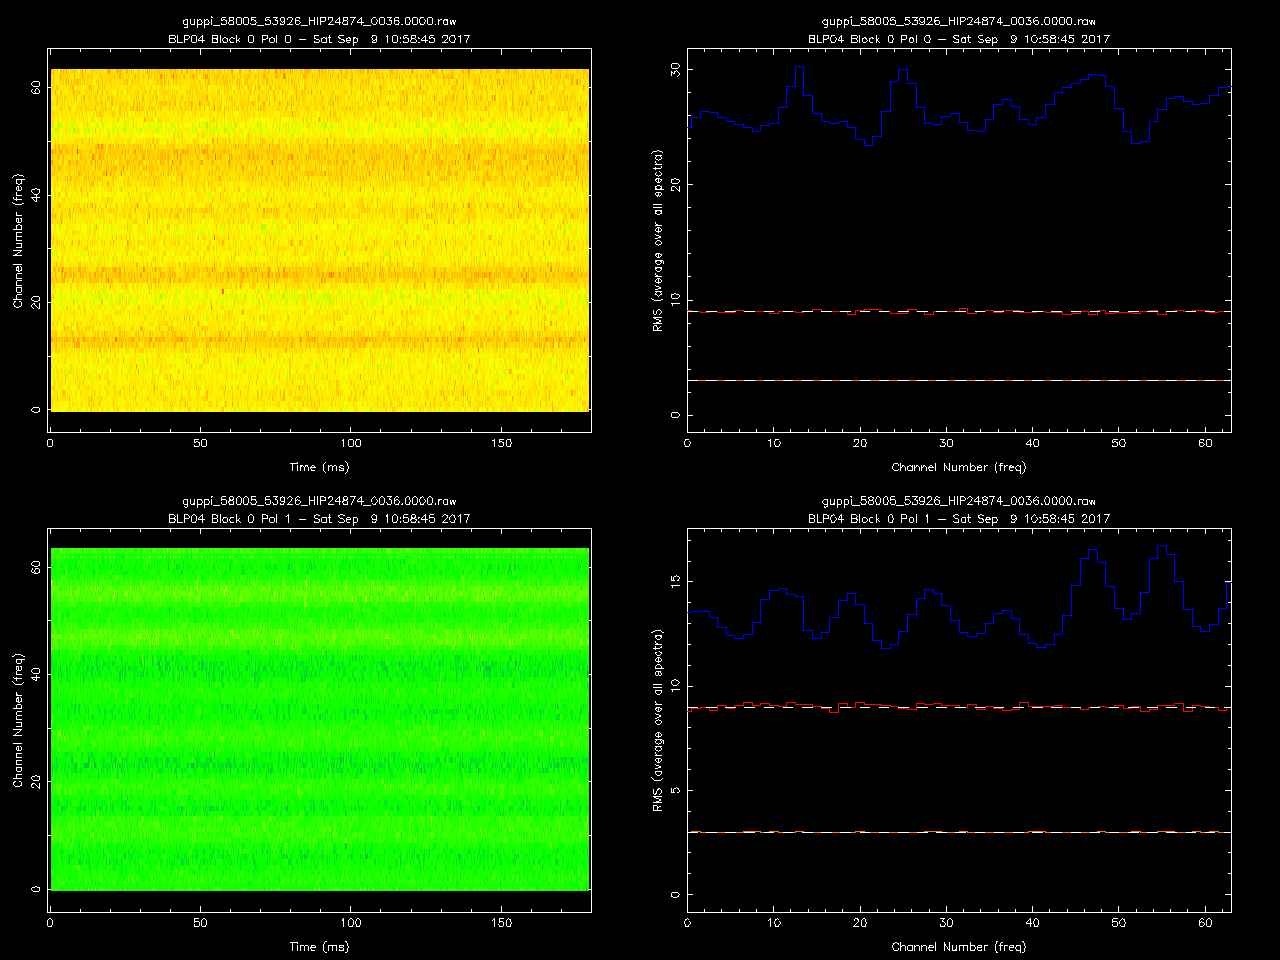 guppi_58005_53926_HIP24874_0036.0000.raw
BLP04 Block 0 Pol 0 – Sat Sep 9 10:58:45 2017
Channel Number (freq)
60
40
20
0
0 50 100 150
Time (ms)
guppi_58005_53926_HIP24874_0036.0000.raw
BLP04 Block 0 Pol 0 – Sat Sep 9 10:58:45 2017
RMS (average over all spectra)
30
20
10
0
0 10 20 30 40 50 60
Channel Number (freq)
guppi_58005_53926_HIP24874_0036.0000.raw
BLP04 Block 0 Pol 1 – Sat Sep 9 10:58:45 2017
Channel Number (freq)
60
40
20
0
0 50 100 150
Time (ms)
guppi_58005_53926_HIP24874_0036.0000.raw
BLP04 Block 0 Pol 1 – Sat Sep 9 10:58:45 2017
RMS (average over all spectra)
15
10
5
0
0 10 20 30 40 50 60
Channel Number (freq)